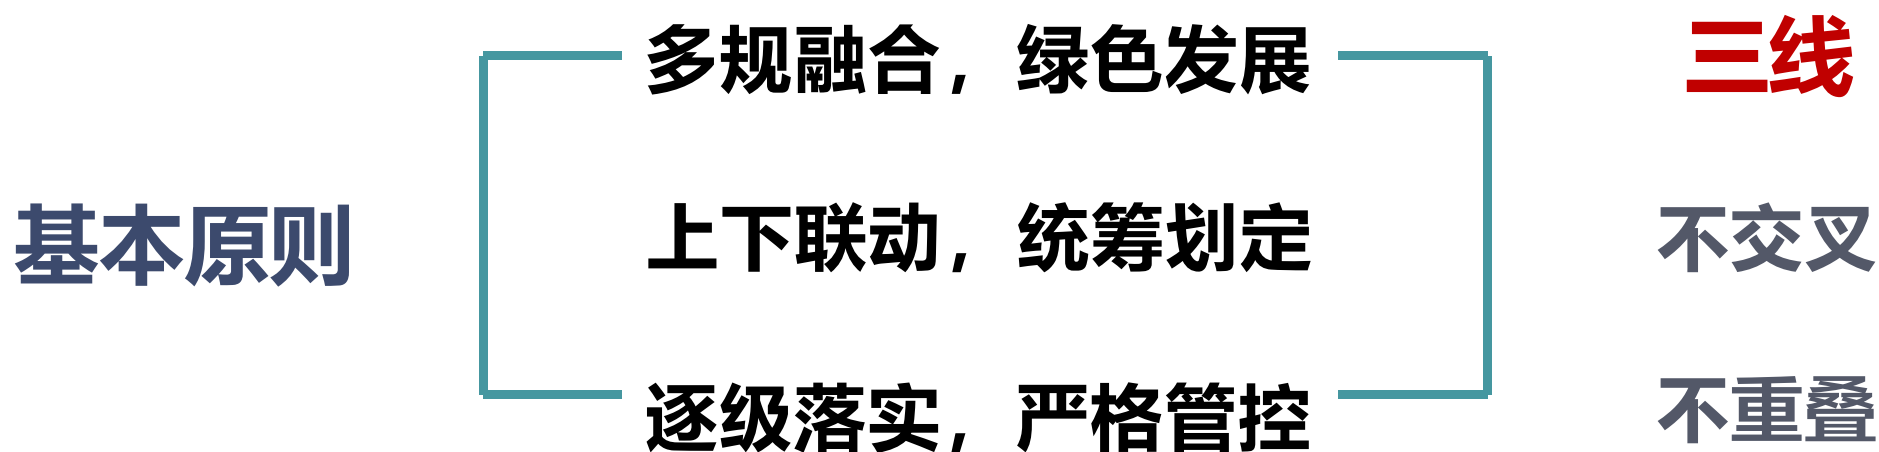 基本原则
多规融合，绿色发展
上下联动，统筹划定
逐级落实，严格管控
三线
不交叉
不重叠